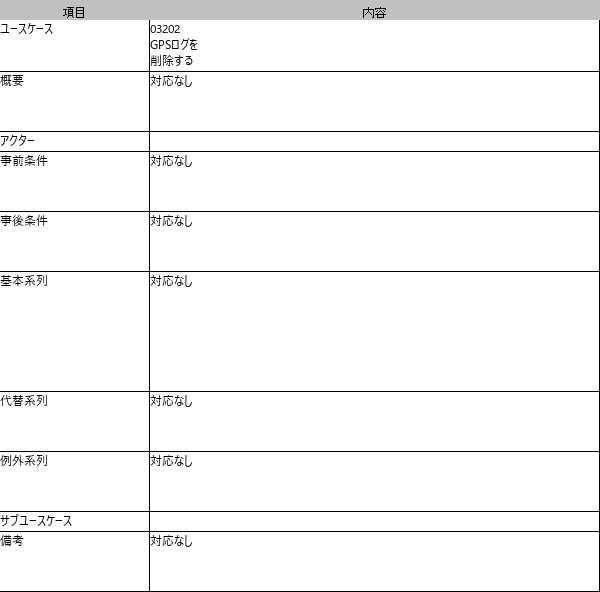 項目 内容
ユースケース 03202
GPSログを
削除する
概要 対応なし
アクター
事前条件 対応なし
事後条件 対応なし
基本系列 対応なし
代替系列 対応なし
例外系列 対応なし
サブユースケース
備考 対応なし